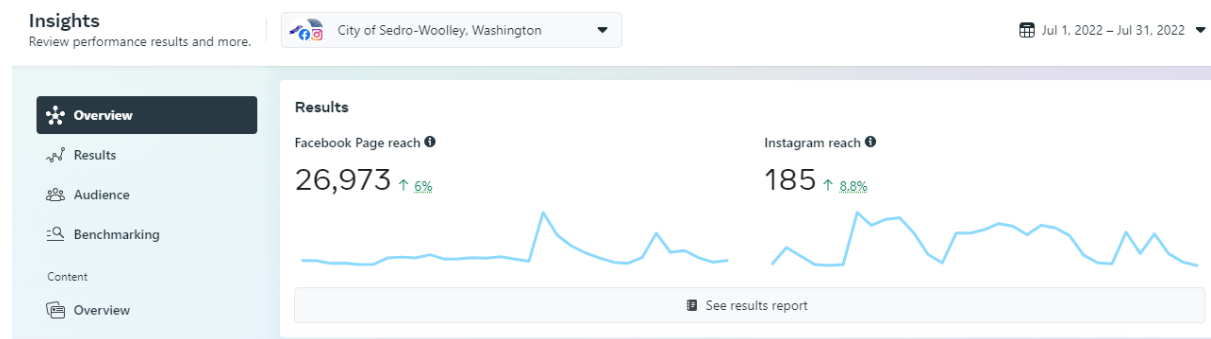 Insights
Review performance results and more.
City of Sedro-Woolley, Washington
Jul 1, 2022 – Jul 31, 2022
Overview
Results
Audience
Benchmarking
Content
Overview
Results
Facebook Page reach
26,973 ↑ 6%
Instagram reach
185 ↑ 8.8%
See results report